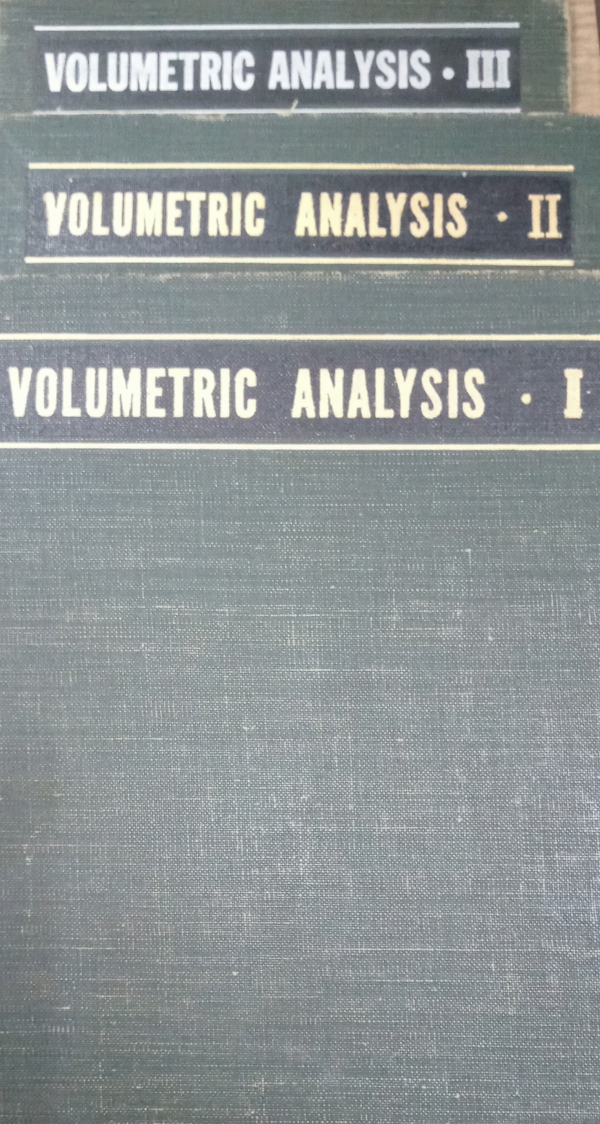 VOLUMETRIC ANALYSIS · III
VOLUMETRIC ANALYSIS · II
VOLUMETRIC ANALYSIS · I